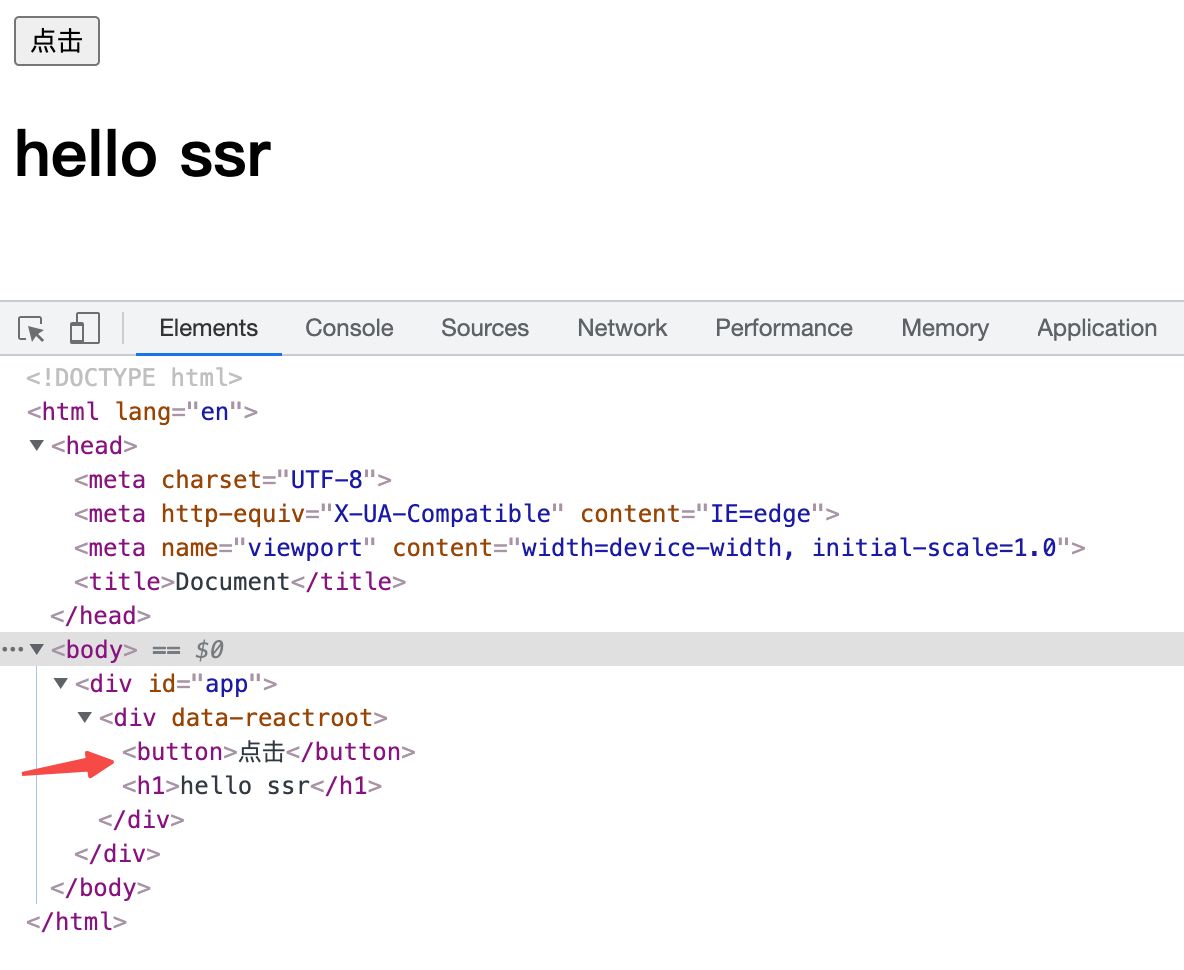 点击
hello ssr
Elements Console Sources Network Performance Memory Application
<!DOCTYPE html>
<html lang="en">
<head>
<meta charset="UTF-8">
<meta http-equiv="X-UA-Compatible" content="IE=edge">
<meta name="viewport" content="width=device-width, initial-scale=1.0">
<title>Document</title>
</head>
<body> == $0
<div id="app">
<div data-reactroot>
<button>点击</button>
<h1>hello ssr</h1>
</div>
</div>
</body>
</html>